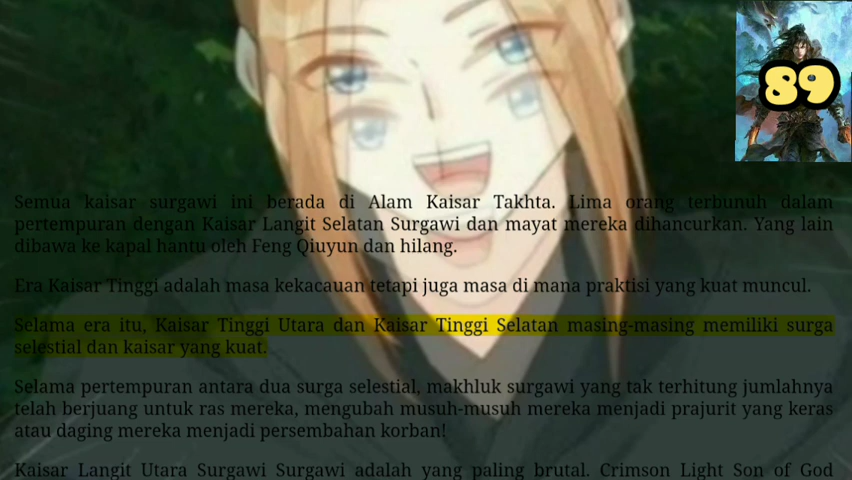 89
Semua kaisar surgawi ini berada di Alam Kaisar Takhta. Lima orang terbunuh dalam
pertempuran dengan Kaisar Langit Selatan Surgawi dan mayat mereka dihancurkan. Yang lain
dibawa ke kapal hantu oleh Feng Qiuyun dan hilang.
Era Kaisar Tinggi adalah masa kekacauan tetapi juga masa di mana praktisi yang kuat muncul.
Selama era itu, Kaisar Tinggi Utara dan Kaisar Tinggi Selatan masing-masing memiliki surga
selestial dan kaisar yang kuat.
Selama pertempuran antara dua surga selestial, makhluk surgawi yang tak terhitung jumlahnya
telah berjuang untuk ras mereka, mengubah musuh-musuh mereka menjadi prajurit yang keras
atau daging mereka menjadi persembahan korban!
Kaisar Langit Utara Surgawi Surgawi adalah yang paling brutal. Crimson Light Son of God